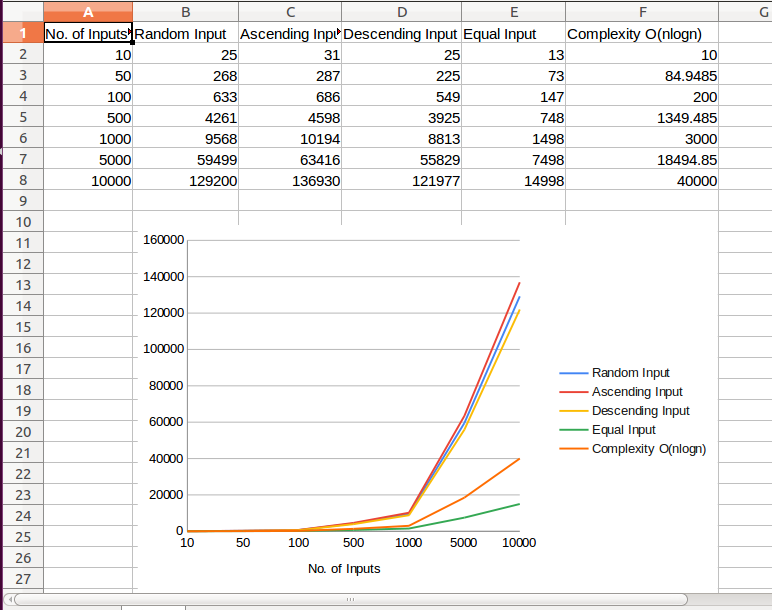 A B C D E F G
1 No. of Inputs Random Input Ascending Inpu Descending Input Equal Input Complexity O(nlogn)
2 10 25 31 25 13 10
3 50 268 287 225 73 84.9485
4 100 633 686 549 147 200
5 500 4261 4598 3925 748 1349.485
6 1000 9568 10194 8813 1498 3000
7 5000 59499 63416 55829 7498 18494.85
8 10000 129200 136930 121977 14998 40000
9
10
11 160000
12
13 140000
14
15 120000
16 100000
17
18 80000
19
20 60000
21
22 40000
23
24 20000
25 0
10 50 100 500 1000 5000 10000
26
27
No. of Inputs
Random Input
Ascending Input
Descending Input
Equal Input
Complexity O(nlogn)